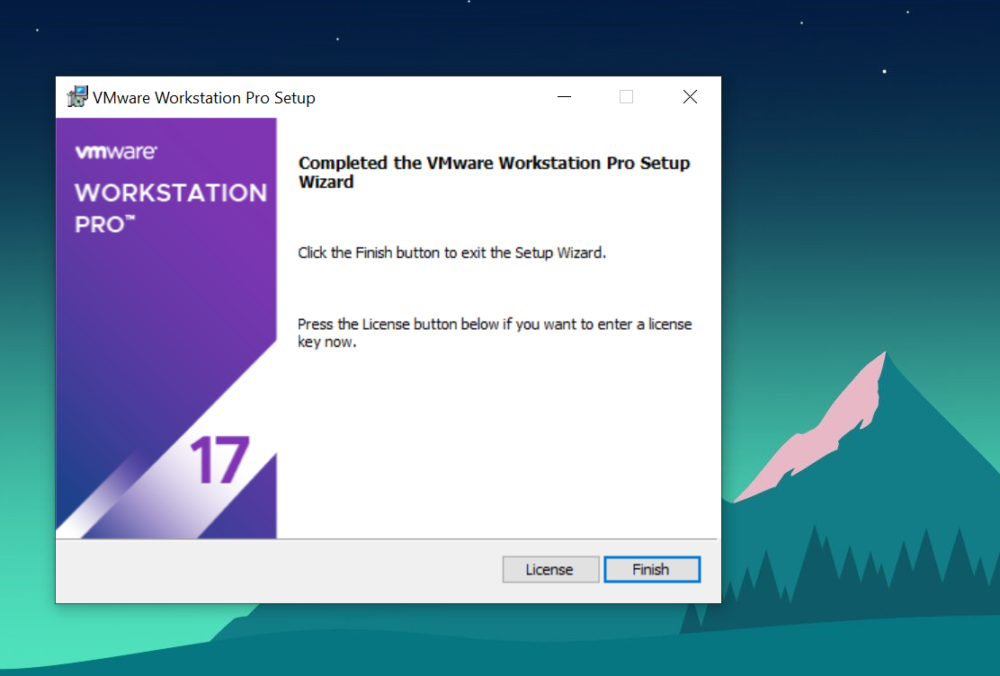 VMware Workstation Pro Setup
vmware®
WORKSTATION
PRO™
Completed the VMware Workstation Pro Setup
Wizard
Click the Finish button to exit the Setup Wizard.
Press the License button below if you want to enter a license
key now.
17
License
Finish